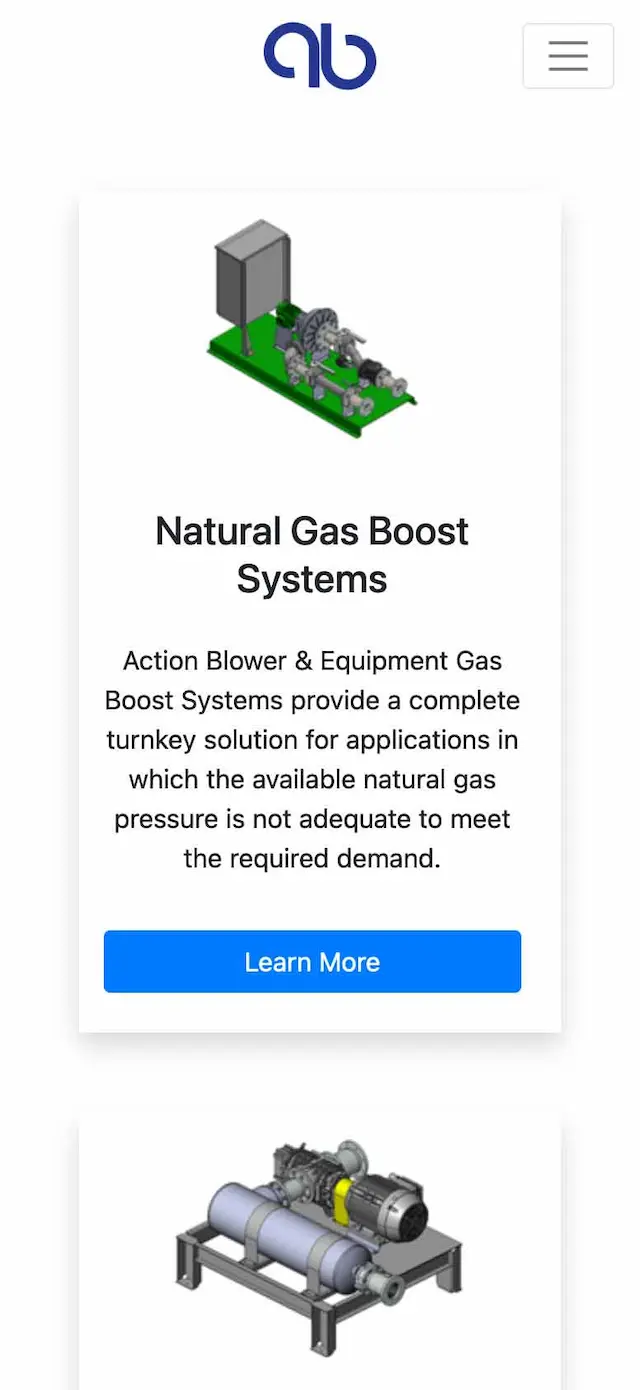 ab
Natural Gas Boost
Systems
Action Blower & Equipment Gas
Boost Systems provide a complete
turnkey solution for applications in
which the available natural gas
pressure is not adequate to meet
the required demand.
Learn More